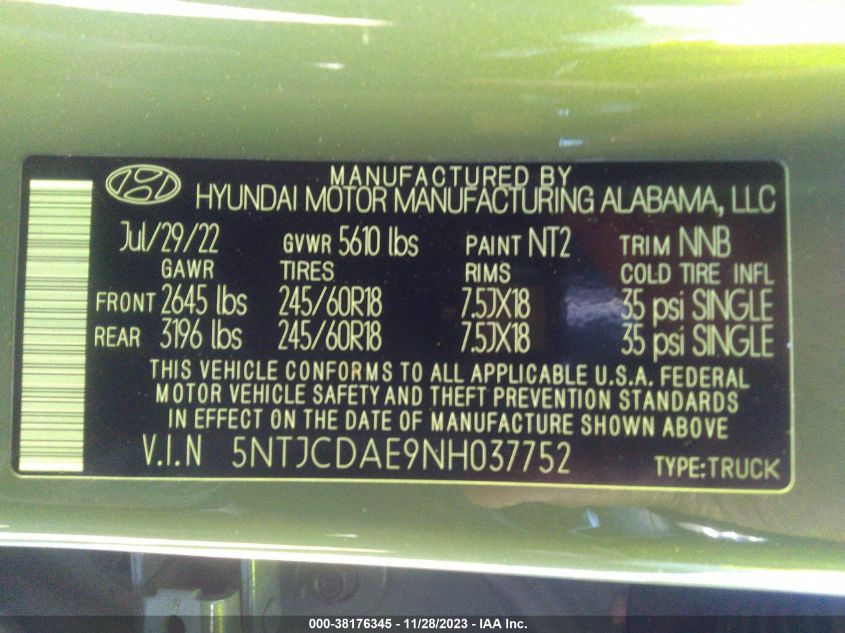 MANUFACTURED BY
HYUNDAI MOTOR MANUFACTURING ALABAMA, LLC
Jul/29/22 GVWR 5610 lbs PAINT NT2 TRIM NNB
GAWR TIRES RIMS COLD TIRE INFL
FRONT 2645 lbs 245/60R18 7.5JX18 35 psi SINGLE
REAR 3196 lbs 245/60R18 7.5JX18 35 psi SINGLE
THIS VEHICLE CONFORMS TO ALL APPLICABLE U.S.A. FEDERAL
MOTOR VEHICLE SAFETY AND THEFT PREVENTION STANDARDS
IN EFFECT ON THE DATE OF MANUFACTURE SHOWN ABOVE
V.I.N 5NTJCDAE9NH037752 TYPE:TRUCK
000-38176345 - 11/28/2023 - IAA Inc.